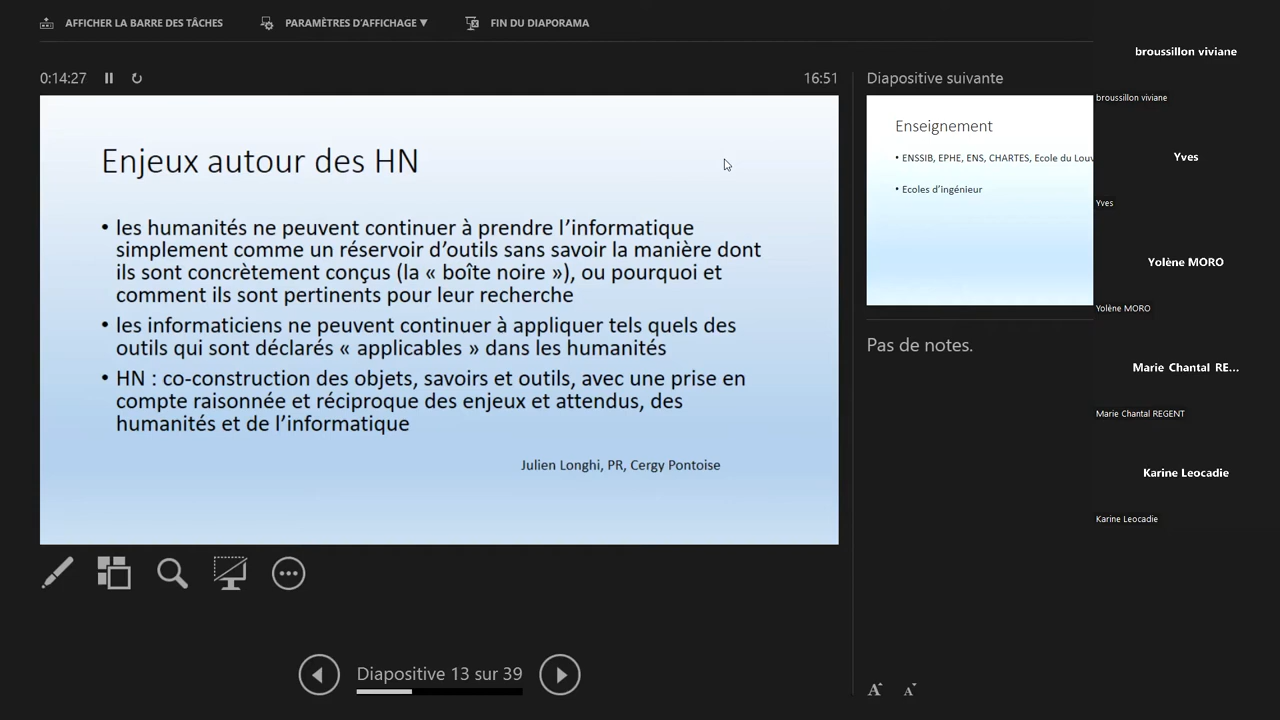 AFFICHER LA BARRE DES TÂCHES
PARAMÈTRES D'AFFICHAGE ▼
FIN DU DIAPORAMA
0:14:27
16:51
Enjeux autour des HN
• les humanités ne peuvent continuer à prendre l'informatique
simplement comme un réservoir d'outils sans savoir la manière dont
ils sont concrètement conçus (la « boîte noire »), ou pourquoi et
comment ils sont pertinents pour leur recherche
• les informaticiens ne peuvent continuer à appliquer tels quels des
outils qui sont déclarés « applicables » dans les humanités
• HN : co-construction des objets, savoirs et outils, avec une prise en
compte raisonnée et réciproque des enjeux et attendus, des
humanités et de l'informatique
Julien Longhi, PR, Cergy Pontoise
Diapositive 13 sur 39
Diapositive suivante
Enseignement
• ENSSIB, EPHE, ENS, CHARTES, Ecole du Louv
• Ecoles d'ingénieur
Pas de notes.
A A
broussillon viviane
broussillon viviane
Yves
Yves
Yolène MORO
Yolène MORO
Marie Chantal RE...
Marie Chantal REGENT
Karine Leocadie
Karine Leocadie